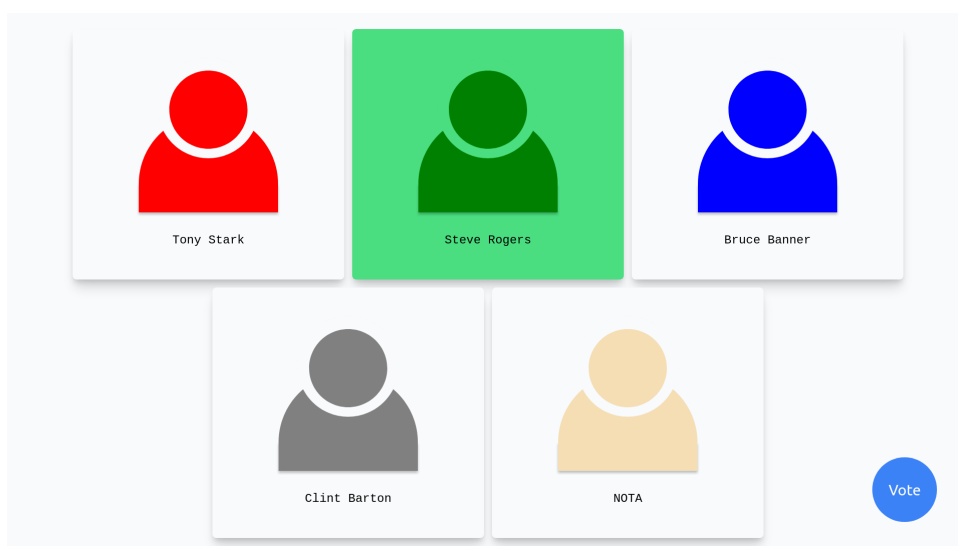 Tony Stark
Steve Rogers
Bruce Banner
Clint Barton
NOTA
Vote